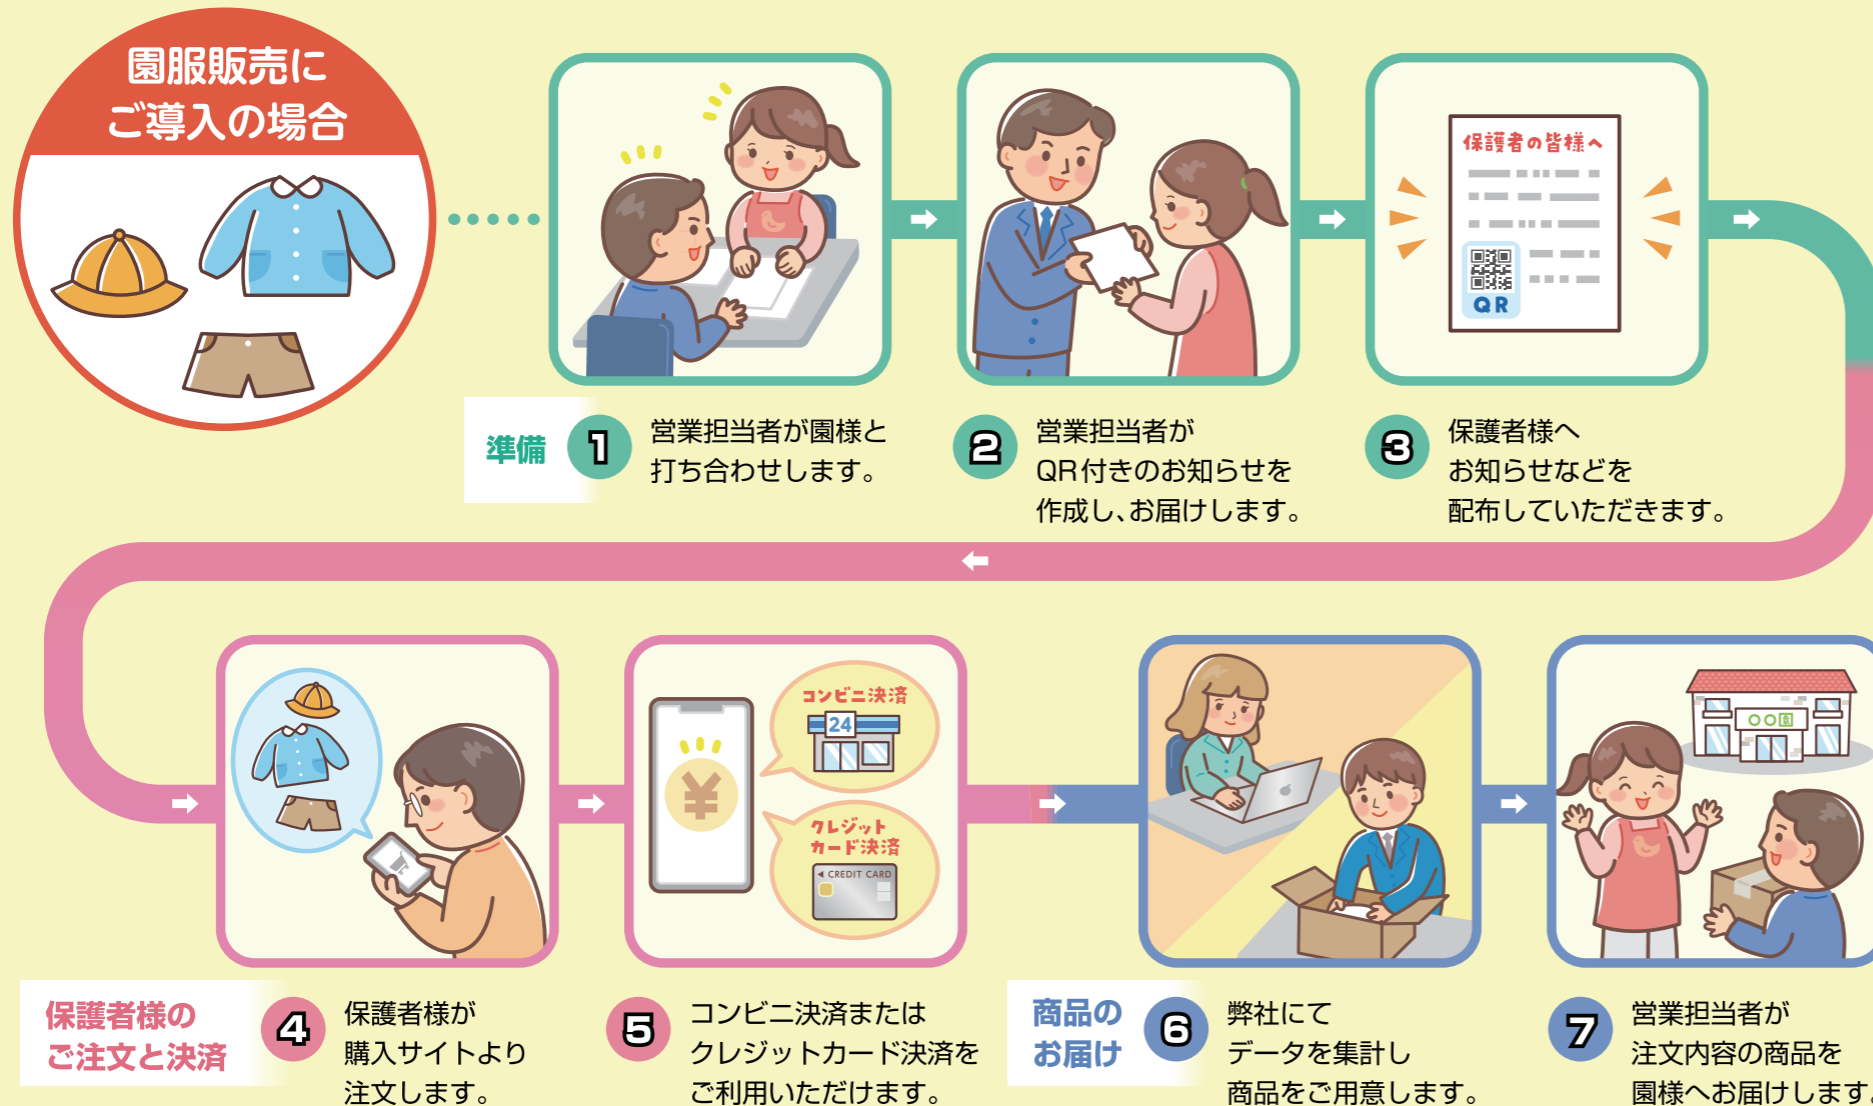 園服販売に
ご導入の場合
保護者の皆様へ
QR
準備
1
営業担当者が園様と
打ち合わせします。
2
営業担当者が
QR付きのお知らせを
作成し、お届けします。
3
保護者様へ
お知らせなどを
配布していただきます。
コンビニ決済
24
¥
クレジット
カード決済
CREDIT CARD
○○園
保護者様の
ご注文と決済
4
保護者様が
購入サイトより
注文します。
5
コンビニ決済または
クレジットカード決済を
ご利用いただけます。
商品の
お届け
6
弊社にて
データを集計し
商品をご用意します。
7
営業担当者が
注文内容の商品を
園様へお届けします。